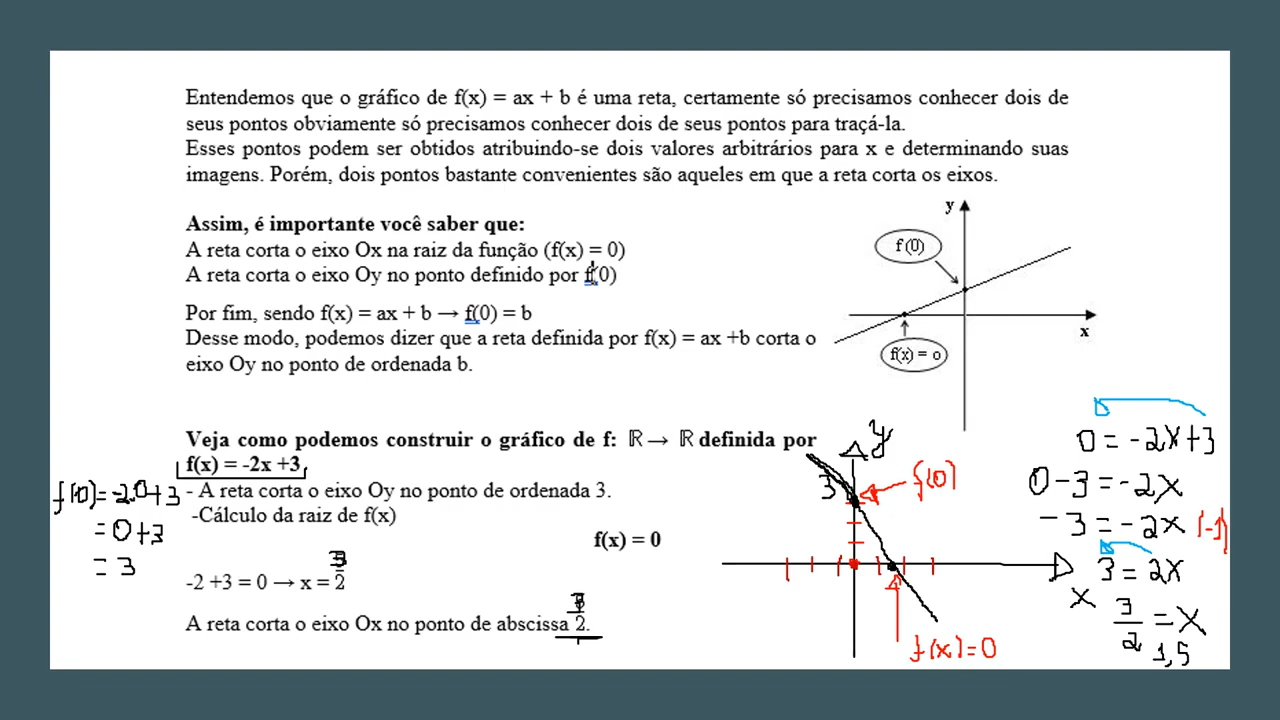 Entendemos que o gráfico de f(x) = ax + b é uma reta, certamente só precisamos conhecer dois de
seus pontos obviamente só precisamos conhecer dois de seus pontos para traçá-la.
Esses pontos podem ser obtidos atribuindo-se dois valores arbitrários para x e determinando suas
imagens. Porém, dois pontos bastante convenientes são aqueles em que a reta corta os eixos.
Assim, é importante você saber que:
A reta corta o eixo Ox na raiz da função (f(x) = 0)
A reta corta o eixo Oy no ponto definido por f(0)
Por fim, sendo f(x) = ax + b → f(0) = b
Desse modo, podemos dizer que a reta definida por f(x) = ax +b corta o
eixo Oy no ponto de ordenada b.
y
f(0)
x
f(x) = 0
Veja como podemos construir o gráfico de f: ℝ → ℝ definida por
f(x) = -2x +3
- A reta corta o eixo Oy no ponto de ordenada 3.
-Cálculo da raiz de f(x)
f(x) = 0
-2 +3 = 0 → x = 3/2
A reta corta o eixo Ox no ponto de abscissa 3/2.
f(0)=-2.0+3
= 0+3
= 3
y
3
f(0)
x
f(x)=0
0 = -2x+3
0-3 = -2x
-3 = -2x (-1)
3 = 2x
3/2 = x
1,5